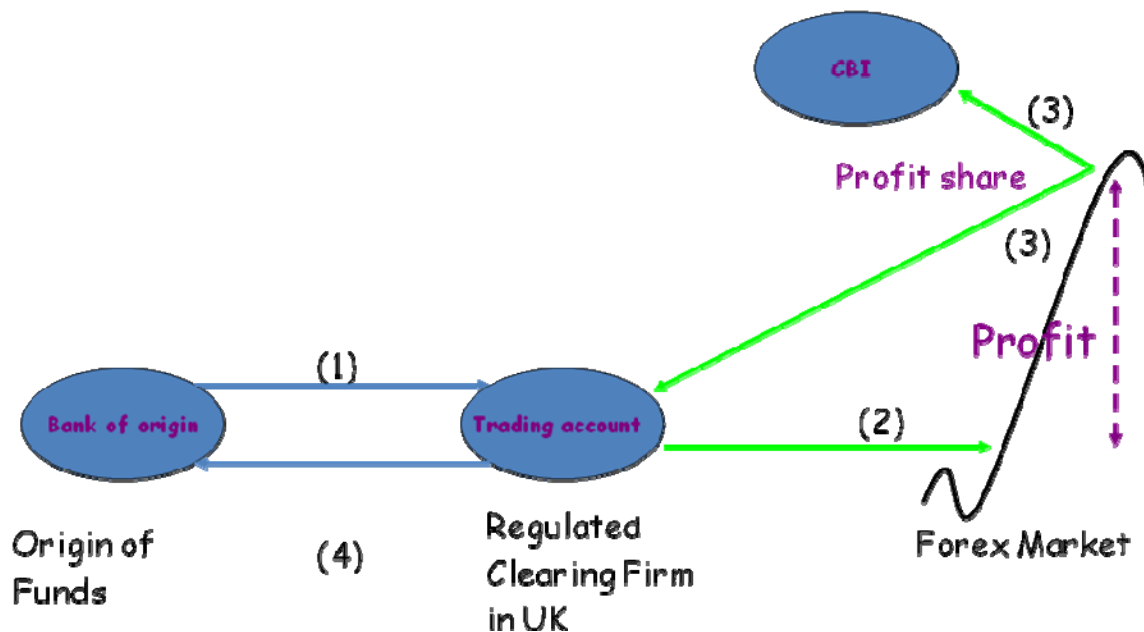 CBI
(3)
Profit share
(3)
Profit
(1)
Bank of origin
Trading account
(2)
Origin of
Funds
(4)
Regulated
Clearing Firm
in UK
Forex Market